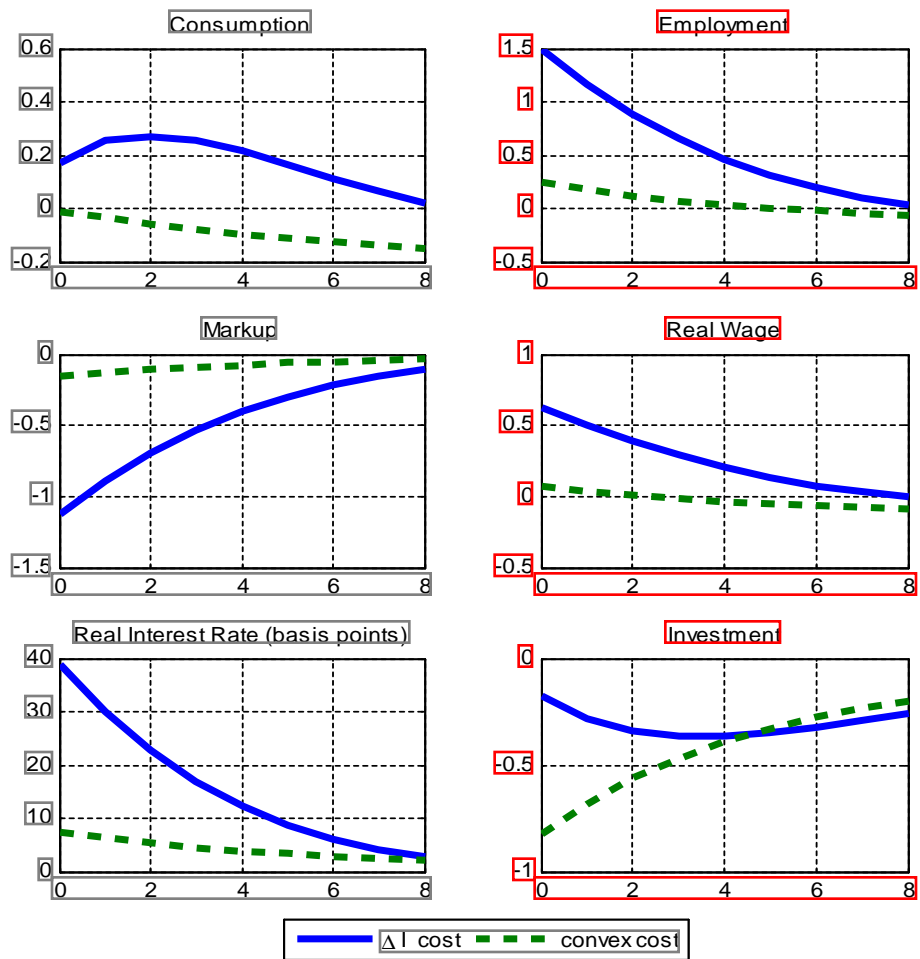 Consumption
0.6
0.4
0.2
0
-0.2
0 2 4 6 8
Employment
1.5
1
0.5
0
-0.5
0 2 4 6 8
Markup
0
-0.5
-1
-1.5
0 2 4 6 8
Real Wage
1
0.5
0
-0.5
0 2 4 6 8
Real Interest Rate (basis points)
40
30
20
10
0
0 2 4 6 8
Investment
0
-0.5
-1
0 2 4 6 8
Δ I cost convex cost